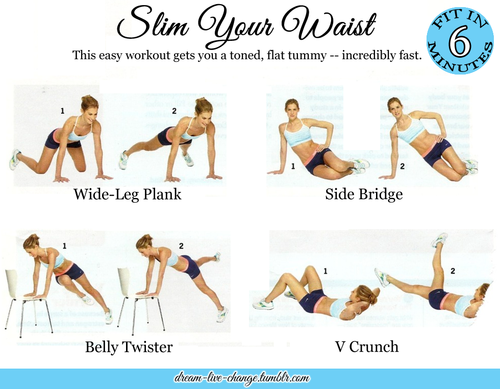 Slim Your Waist
This easy workout gets you a toned, flat tummy -- incredibly fast.
FIT IN
6
MINUTES
1
2
Wide-Leg Plank
1
2
Side Bridge
1
2
Belly Twister
1
2
V Crunch
dream-live-change.tumblr.com